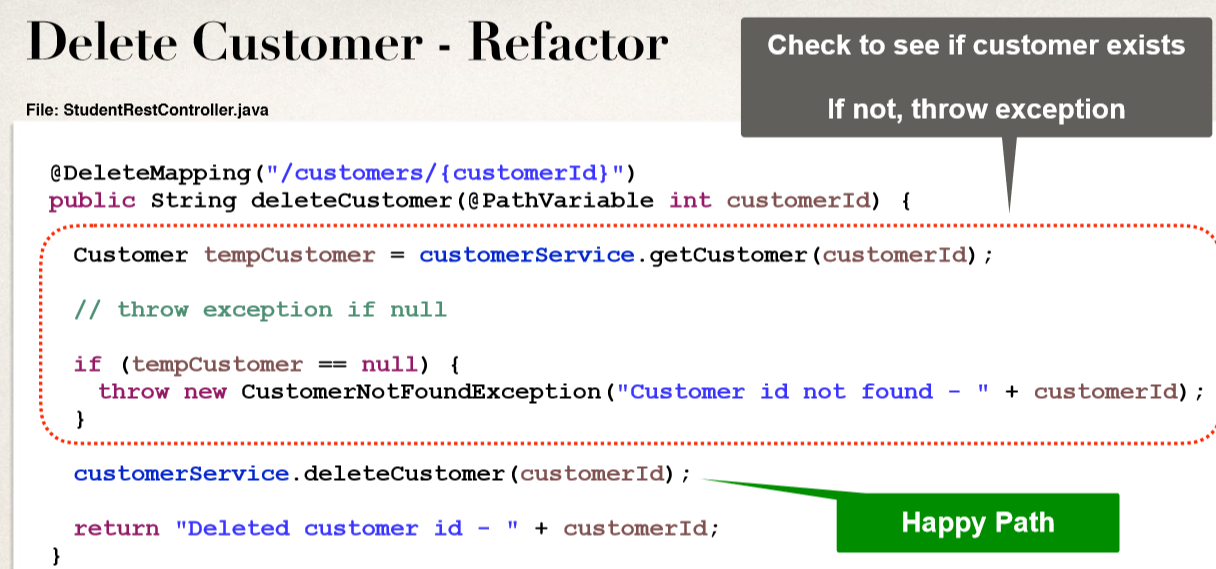 Delete Customer - Refactor
Check to see if customer exists
If not, throw exception
File: StudentRestController.java
@DeleteMapping("/customers/{customerId}")
public String deleteCustomer(@PathVariable int customerId) {
Customer tempCustomer = customerService.getCustomer(customerId);
// throw exception if null
if (tempCustomer == null) {
throw new CustomerNotFoundException("Customer id not found - " + customerId);
}
customerService.deleteCustomer(customerId);
Happy Path
return "Deleted customer id - " + customerId;
}